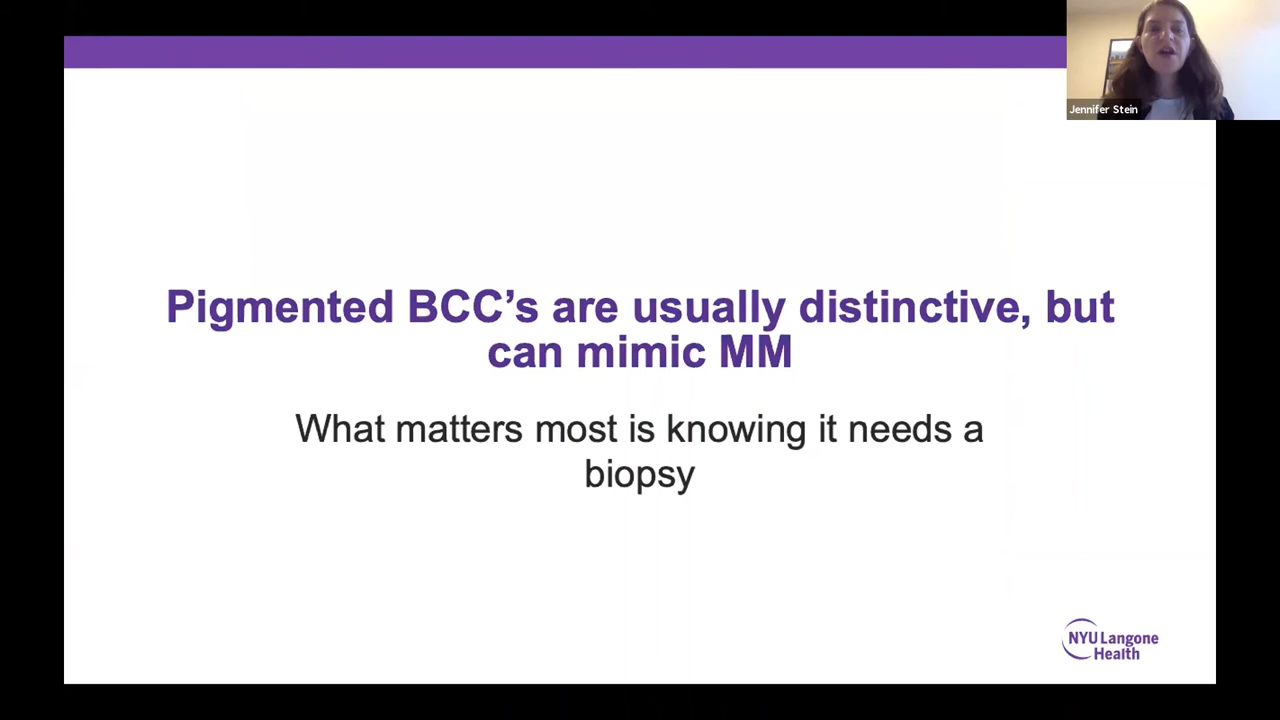 Jennifer Stein
Pigmented BCC’s are usually distinctive, but
can mimic MM
What matters most is knowing it needs a
biopsy
NYU Langone
Health